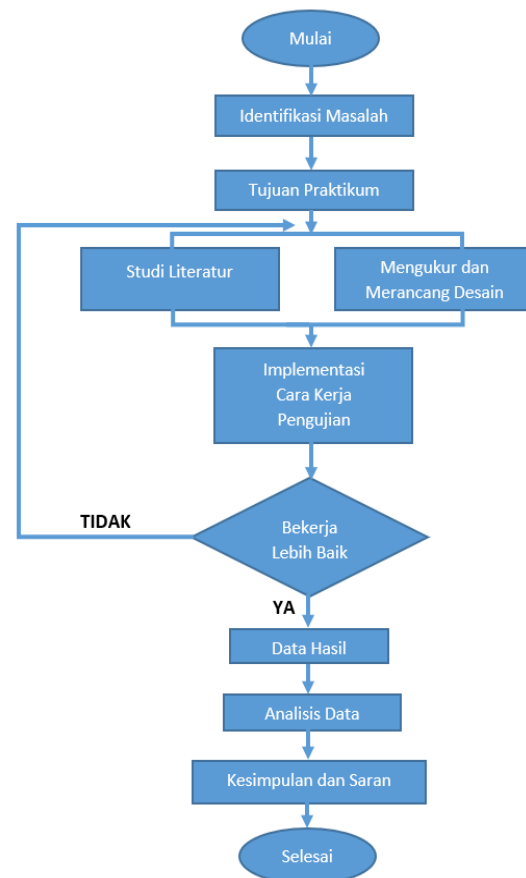 Mulai
Identifikasi Masalah
Tujuan Praktikum
Studi Literatur
Mengukur dan
Merancang Desain
Implementasi
Cara Kerja
Pengujian
TIDAK
Bekerja
Lebih Baik
YA
Data Hasil
Analisis Data
Kesimpulan dan Saran
Selesai